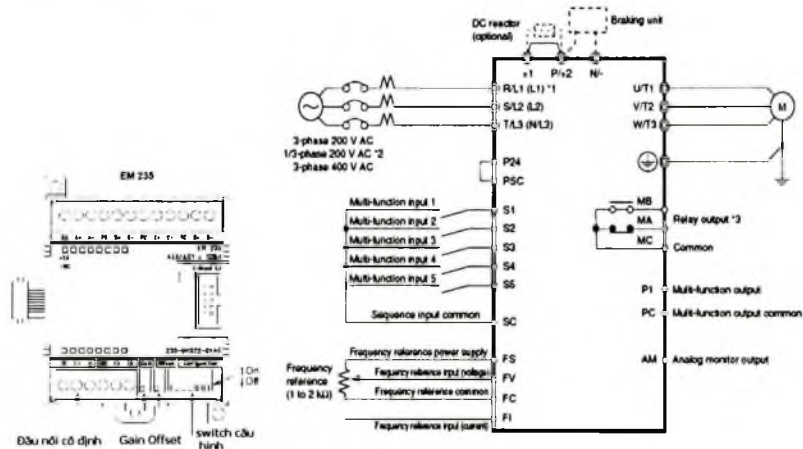 EM 235
Đầu nối cố định
Gain Offset
switch cấu hình
DC reactor
(optional)
Braking unit
+1
P/+2
N/-
R/L1 (L1) *1
S/L2 (L2)
T/L3 (N/L3)
3-phase 200 V AC
1/3-phase 200 V AC *2
3-phase 400 V AC
U/T1
V/T2
W/T3
M
P24
PSC
Multi-function input 1
S1
Multi-function input 2
S2
Multi-function input 3
S3
Multi-function input 4
S4
Multi-function input 5
S5
Sequence input common
SC
MB
MA
Relay output *3
MC
Common
P1
Multi-function output
PC
Multi-function output common
AM
Analog monitor output
Frequency reference power supply
FS
Frequency
reference
(1 to 2 kΩ)
Frequency reference input (voltage)
FV
Frequency reference common
FC
Frequency reference input (current)
FI